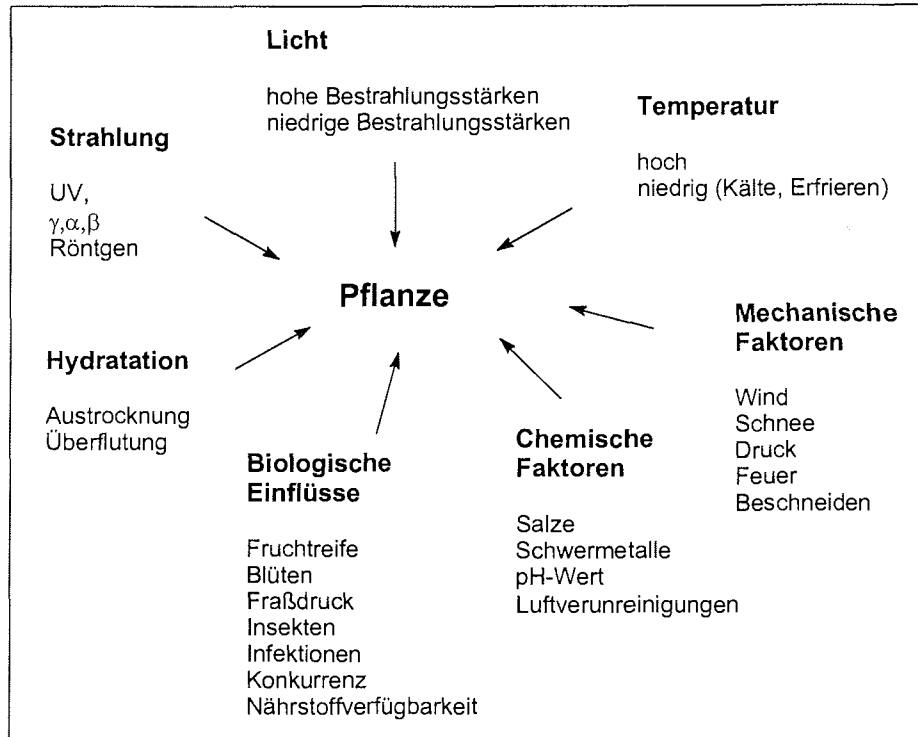 Licht
hohe Bestrahlungsstärken
niedrige Bestrahlungsstärken
Temperatur
hoch
niedrig (Kälte, Erfrieren)
Strahlung
UV,
γ,α,β
Röntgen
Pflanze
Mechanische
Faktoren
Wind
Schnee
Druck
Feuer
Beschneiden
Hydratation
Austrocknung
Überflutung
Biologische
Einflüsse
Fruchtreife
Blüten
Fraßdruck
Insekten
Infektionen
Konkurrenz
Nährstoffverfügbarkeit
Chemische
Faktoren
Salze
Schwermetalle
pH-Wert
Luftverunreinigungen